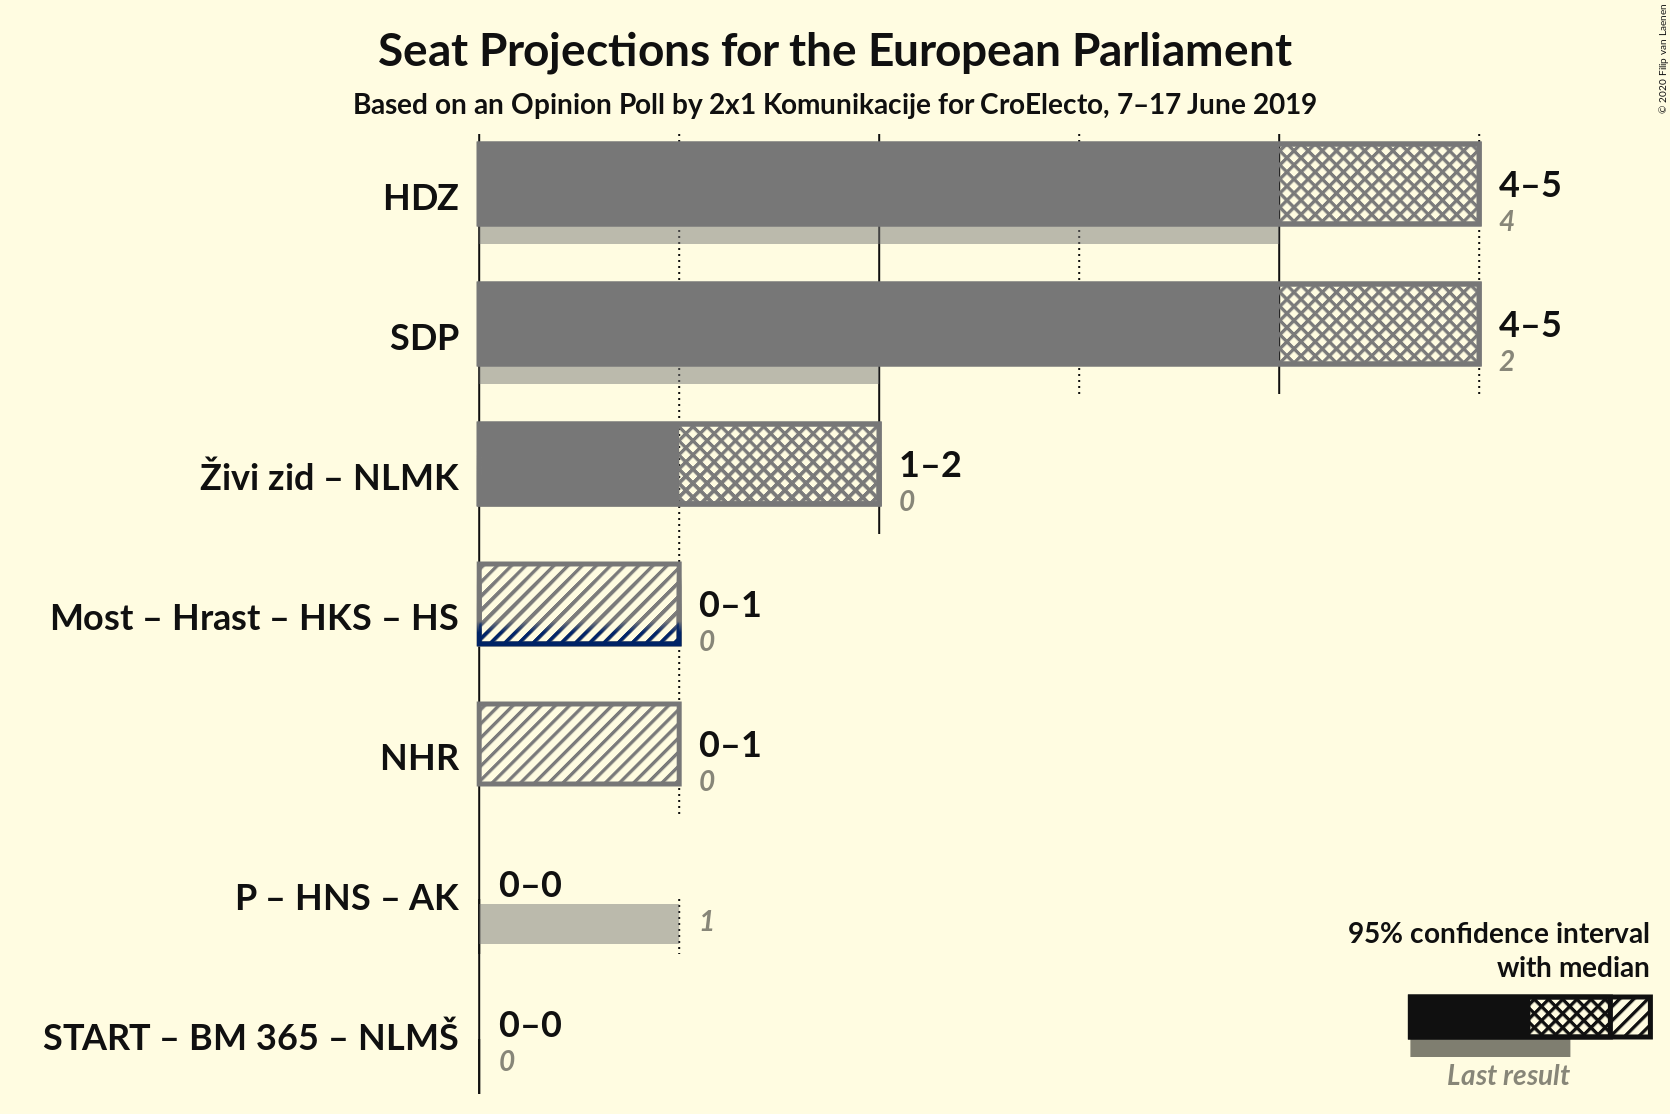 Seat Projections for the European Parliament
Based on an Opinion Poll by 2x1 Komunikacije for CroElecto, 7–17 June 2019
© 2020 Filip van Laenen
HDZ
4–5
4
SDP
4–5
2
Živi zid – NLMK
1–2
0
Most – Hrast – HKS – HS
0–1
0
NHR
0–1
0
P – HNS – AK
0–0
1
START – BM 365 – NLMŠ
0–0
0
95% confidence interval
with median
Last result